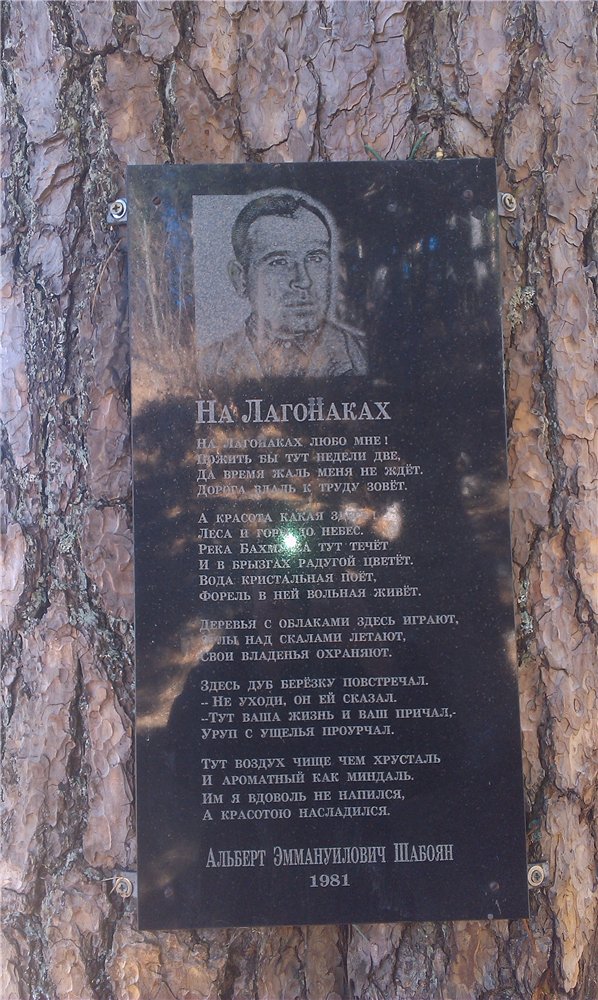 На Лагонаках
На Лагонаках любо мне!
Пожить бы тут недели две,
Да время жаль меня не ждёт.
Дорога вдаль к труду зовёт.
А красота какая
Леса и горы до небес.
Река тут течёт
И в брызгах радугой цветёт.
Вода кристальная поёт,
Форель в ней вольная живёт.
Деревья с облаками здесь играют,
Орлы над скалами летают,
Свои владенья охраняют.
Здесь дуб берёзку повстречал.
-- Не уходи, он ей сказал.
--Тут ваша жизнь и ваш причал,-
Уруп с ущелья проурчал.
Тут воздух чище чем хрусталь
И ароматный как миндаль.
Им я вдоволь не напился,
А красотою насладился.
Альберт Эммануилович Шабоян
1981